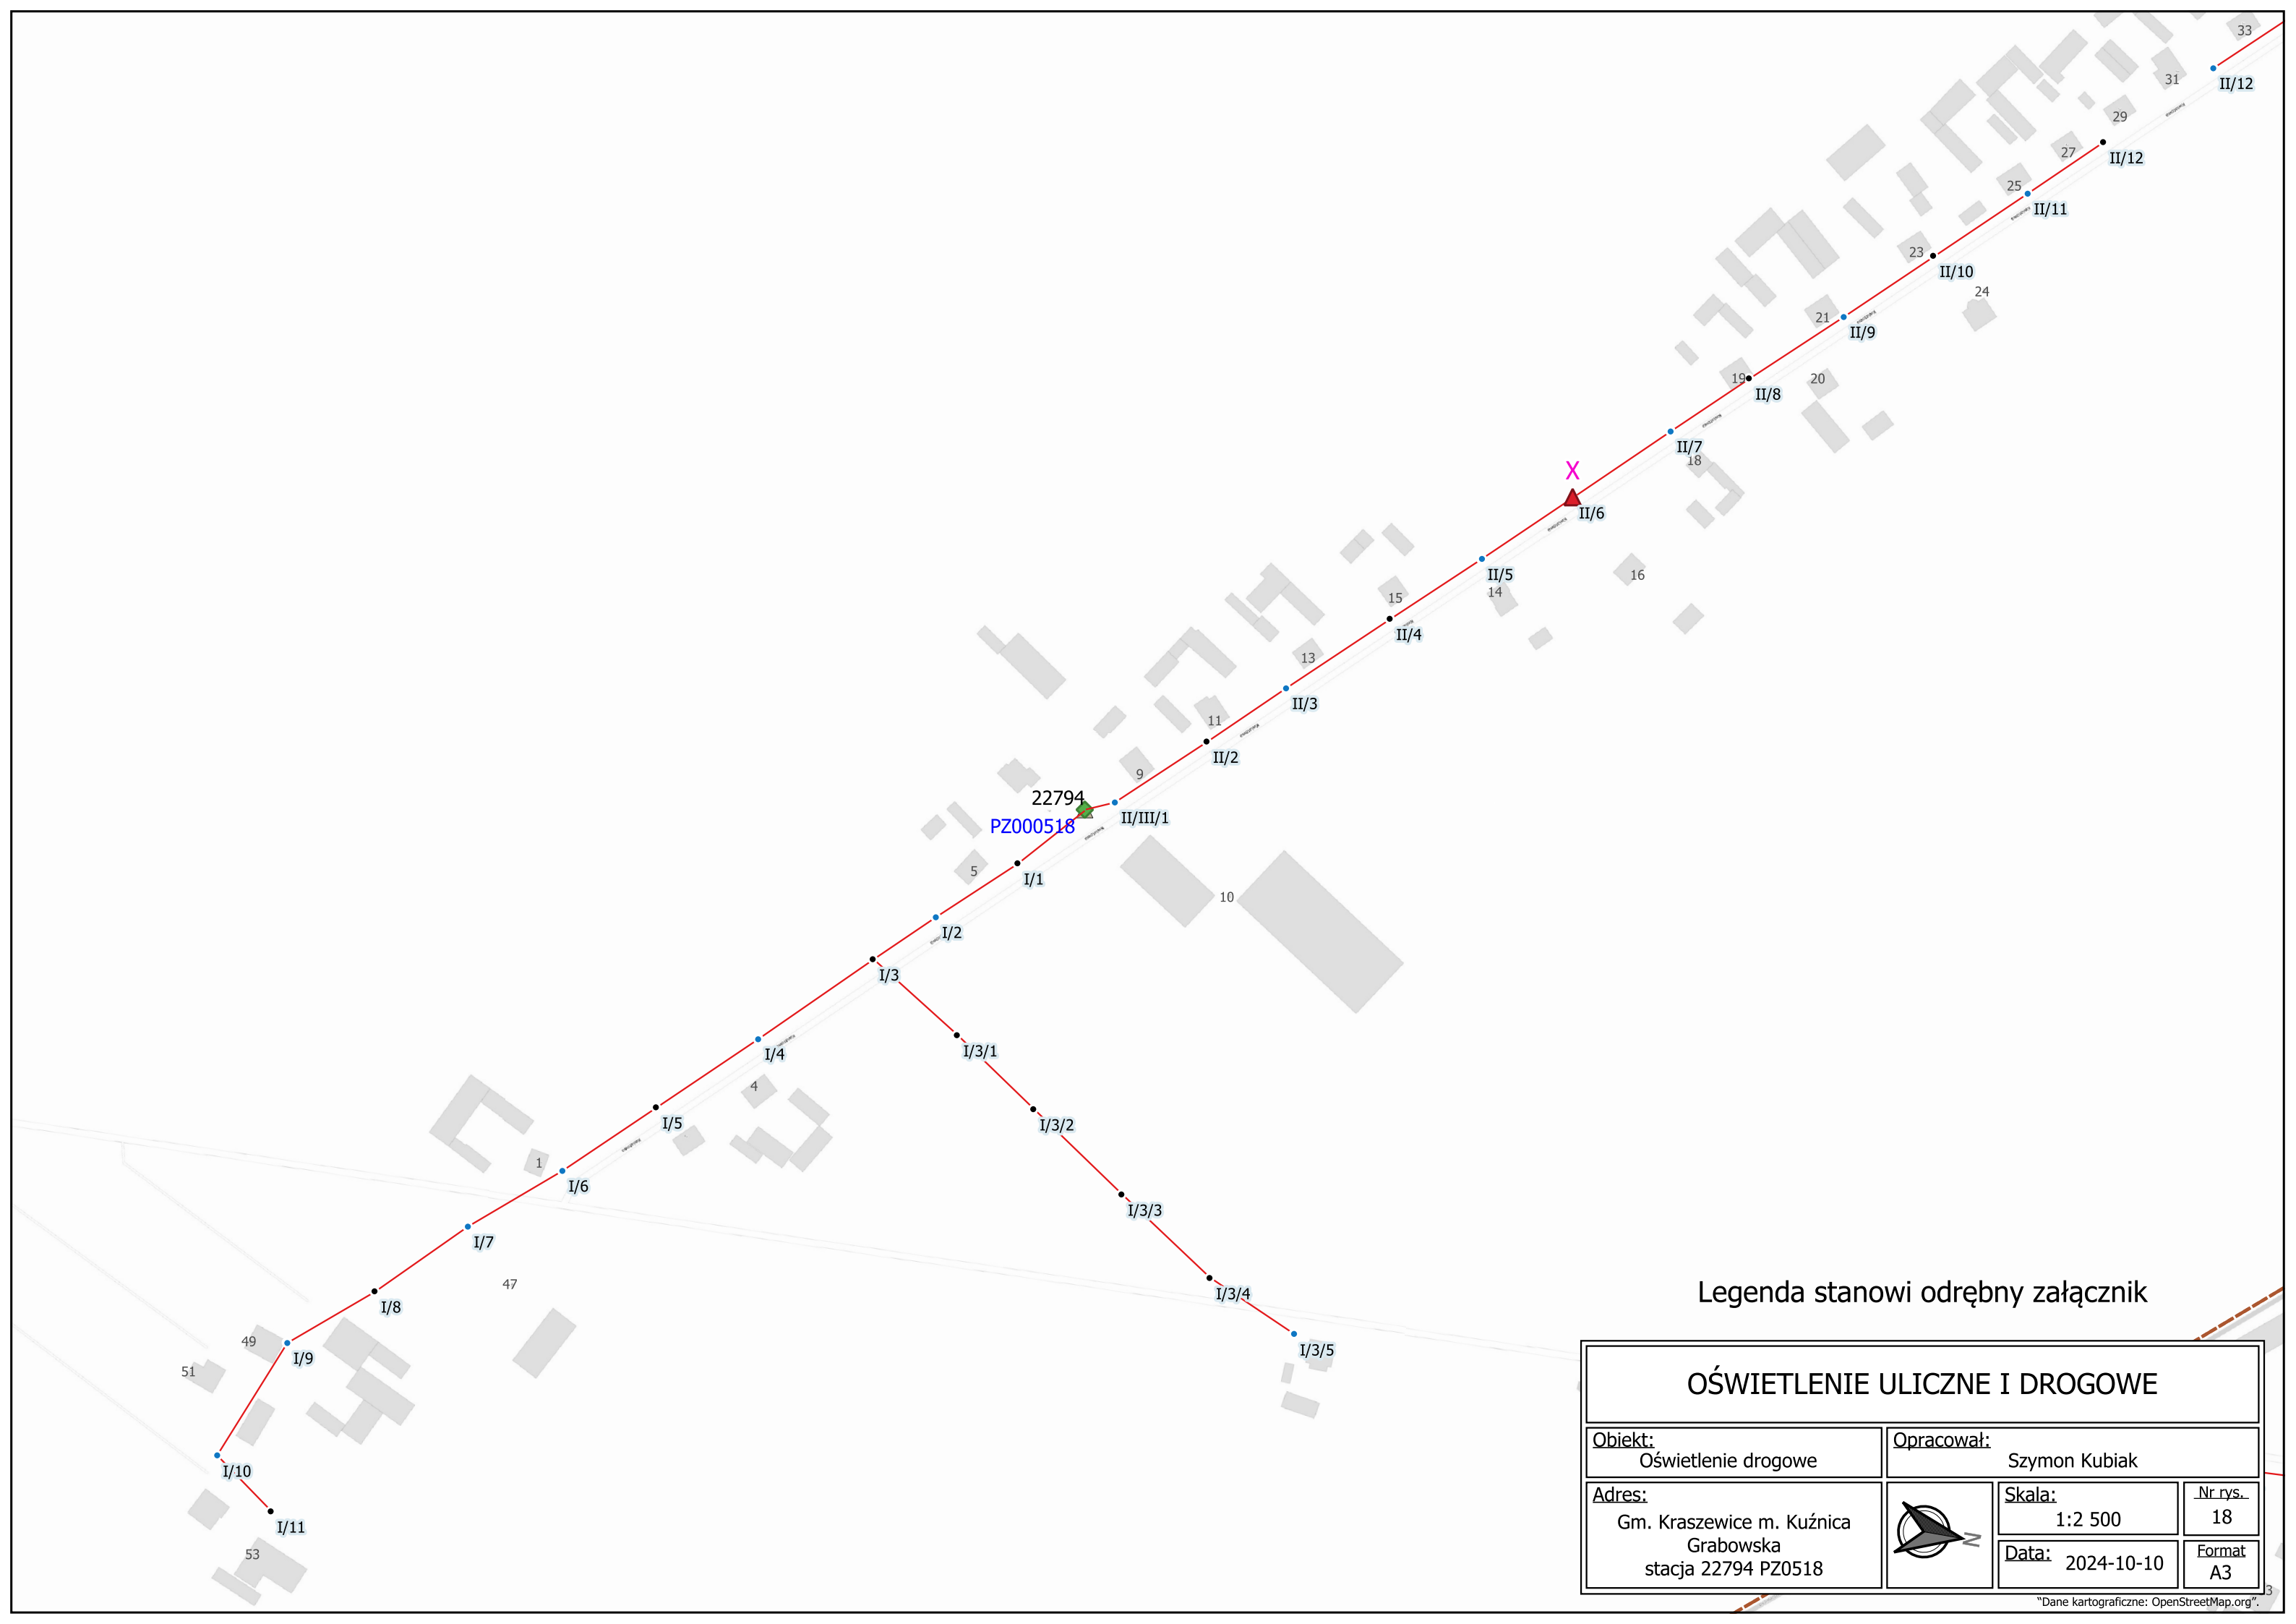 33
II/12
31
29
II/12
27
25
II/11
23
II/10
24
21
II/9
19
20
II/8
II/7
18
X
II/6
16
II/5
14
15
II/4
13
II/3
11
II/2
9
22794
II/III/1
PZ000518
5
I/1
10
I/2
I/3
I/3/1
I/4
4
I/5
I/3/2
1
I/6
I/3/3
I/7
47
I/3/4
I/8
49
I/9
I/3/5
51
I/10
I/11
53
Legenda stanowi odrębny załącznik
OŚWIETLENIE ULICZNE I DROGOWE
Obiekt:
Oświetlenie drogowe
Opracował:
Szymon Kubiak
Adres:
Gm. Kraszewice m. Kuźnica
Grabowska
stacja 22794 PZ0518
N
Skala:
1:2 500
Nr rys.
18
Data: 2024-10-10
Format
A3
"Dane kartograficzne: OpenStreetMap.org".